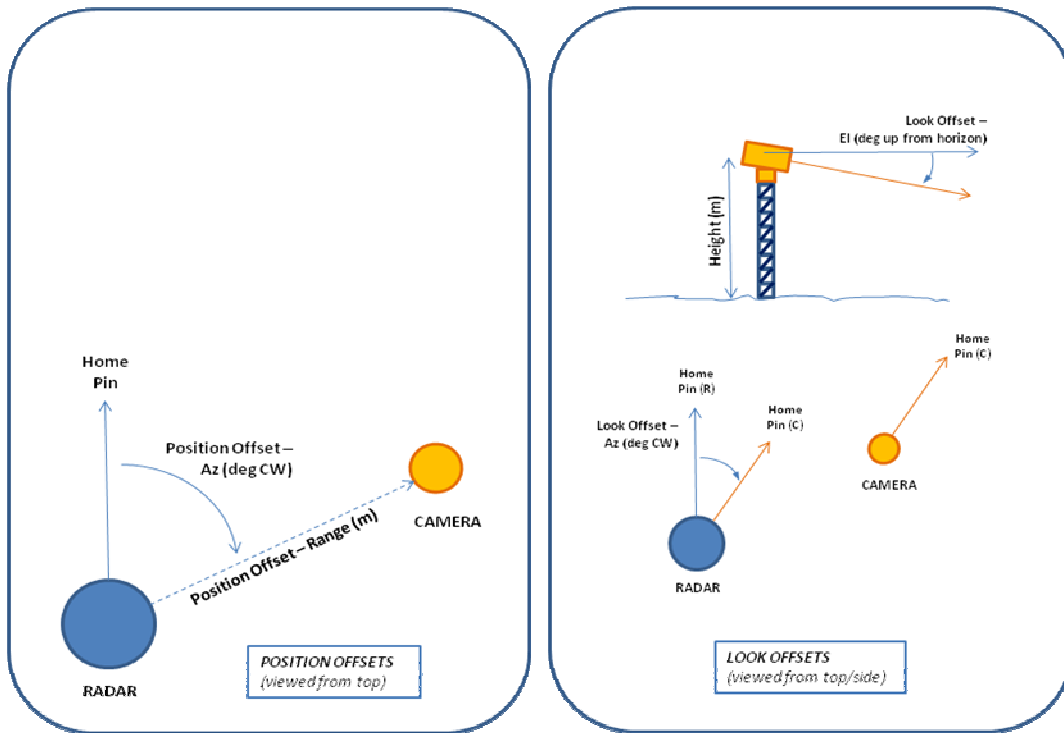 Home
Pin
Position Offset –
Az (deg CW)
Position Offset – Range (m)
CAMERA
RADAR
POSITION OFFSETS
(viewed from top)
Look Offset –
El (deg up from horizon)
Height (m)
Home
Pin (C)
Home
Pin (R)
Look Offset –
Az (deg CW)
Home
Pin (C)
CAMERA
RADAR
LOOK OFFSETS
(viewed from top/side)